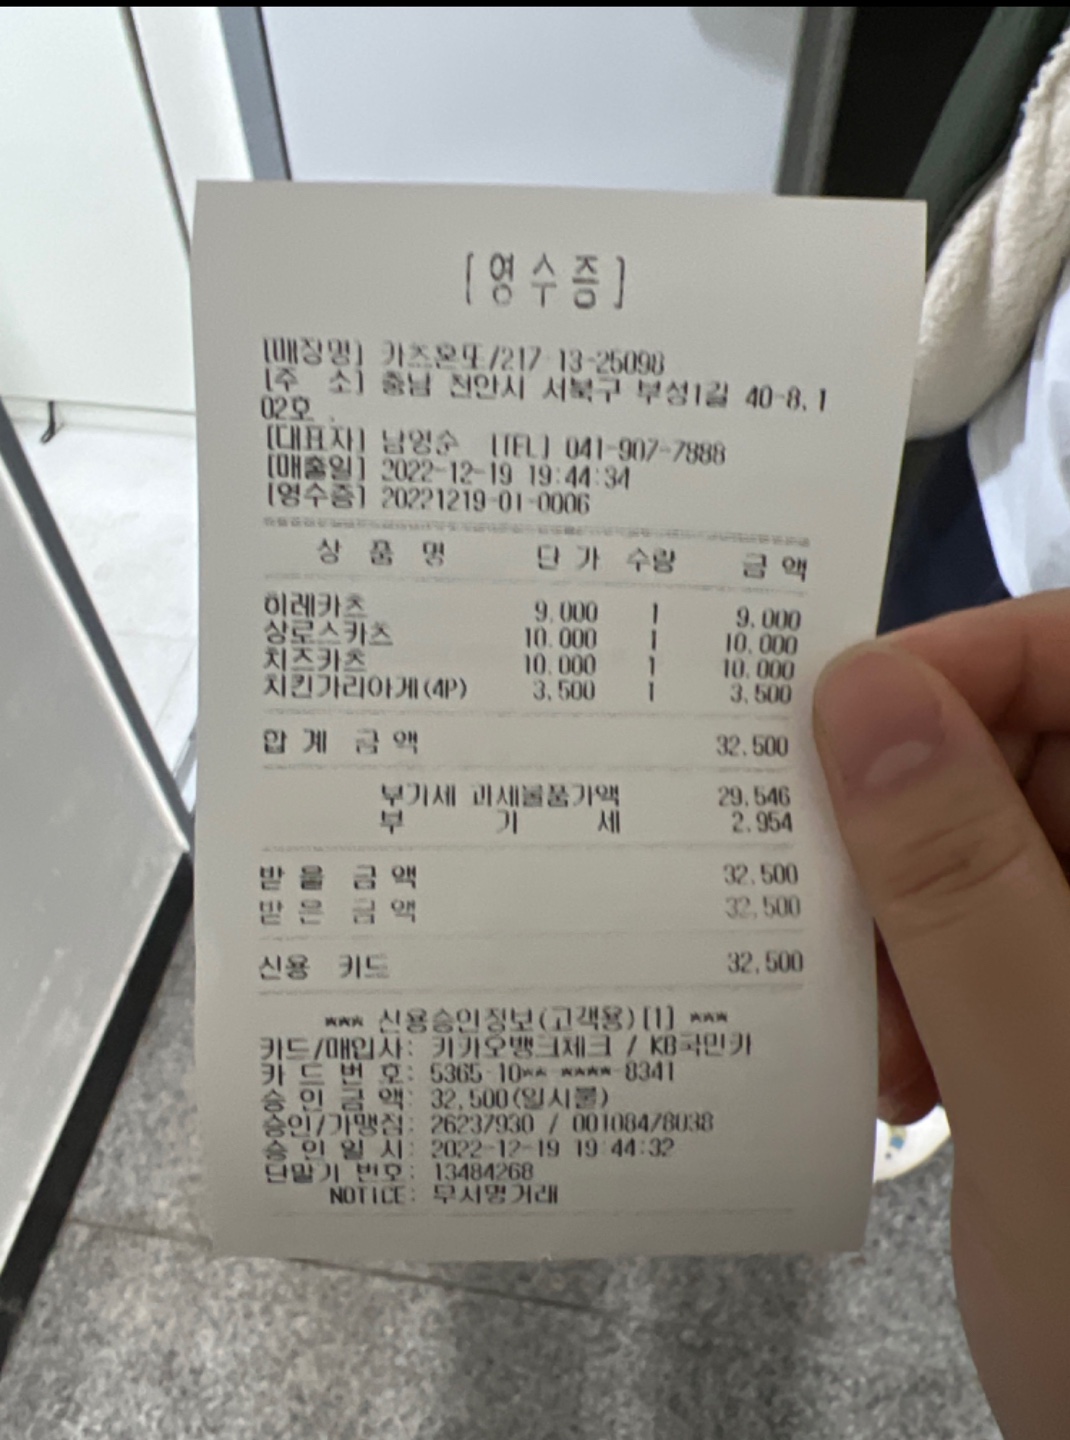 [영수증]
[매장명] 카츠혼또/217-13-25098
[주 소] 충남 천안시 서북구 부성1길 40-8, 1
02호 .
[대표자] 남영순 [TEL] 041-907-7888
[매출일] 2022-12-19 19:44:34
[영수증] 20221219-01-0006
상 품 명 단 가 수량 금 액
히레카츠 9,000 1 9,000
상로스카츠 10,000 1 10,000
치즈카츠 10,000 1 10,000
치킨가라아게(4P) 3,500 1 3,500
합 계 금 액 32,500
부가세 과세물품가액 29,546
부 가 세 2,954
받 을 금 액 32,500
받 은 금 액 32,500
신용 카드 32,500
*** 신용승인정보(고객용)[1] ***
카드/매입사: 카카오뱅크체크 / KB국민카
카 드 번 호: 5365-10**-****-8341
승 인 금 액: 32,500(일시불)
승인/가맹점: 26237930 / 00108478038
승 인 일 시: 2022-12-19 19:44:32
단말기 번호: 13484268
NOTICE: 무서명거래